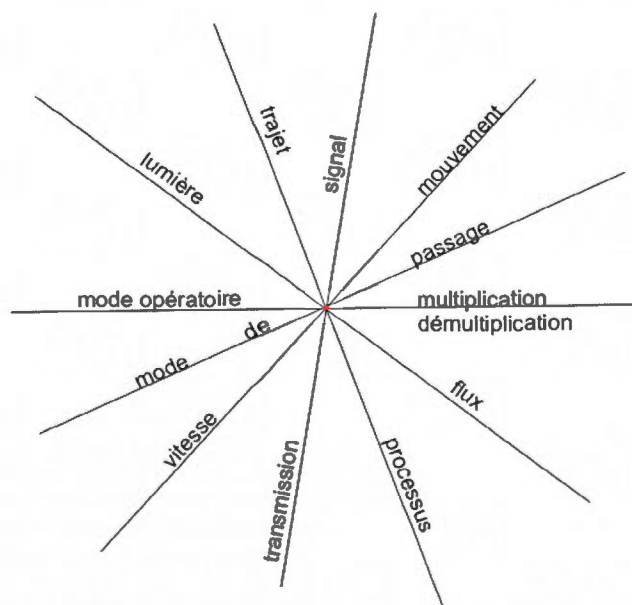 trajet
signal
mouvement
lumière
passage
mode opératoire
multiplication
démultiplication
mode de
flux
vitesse
transmission
processus